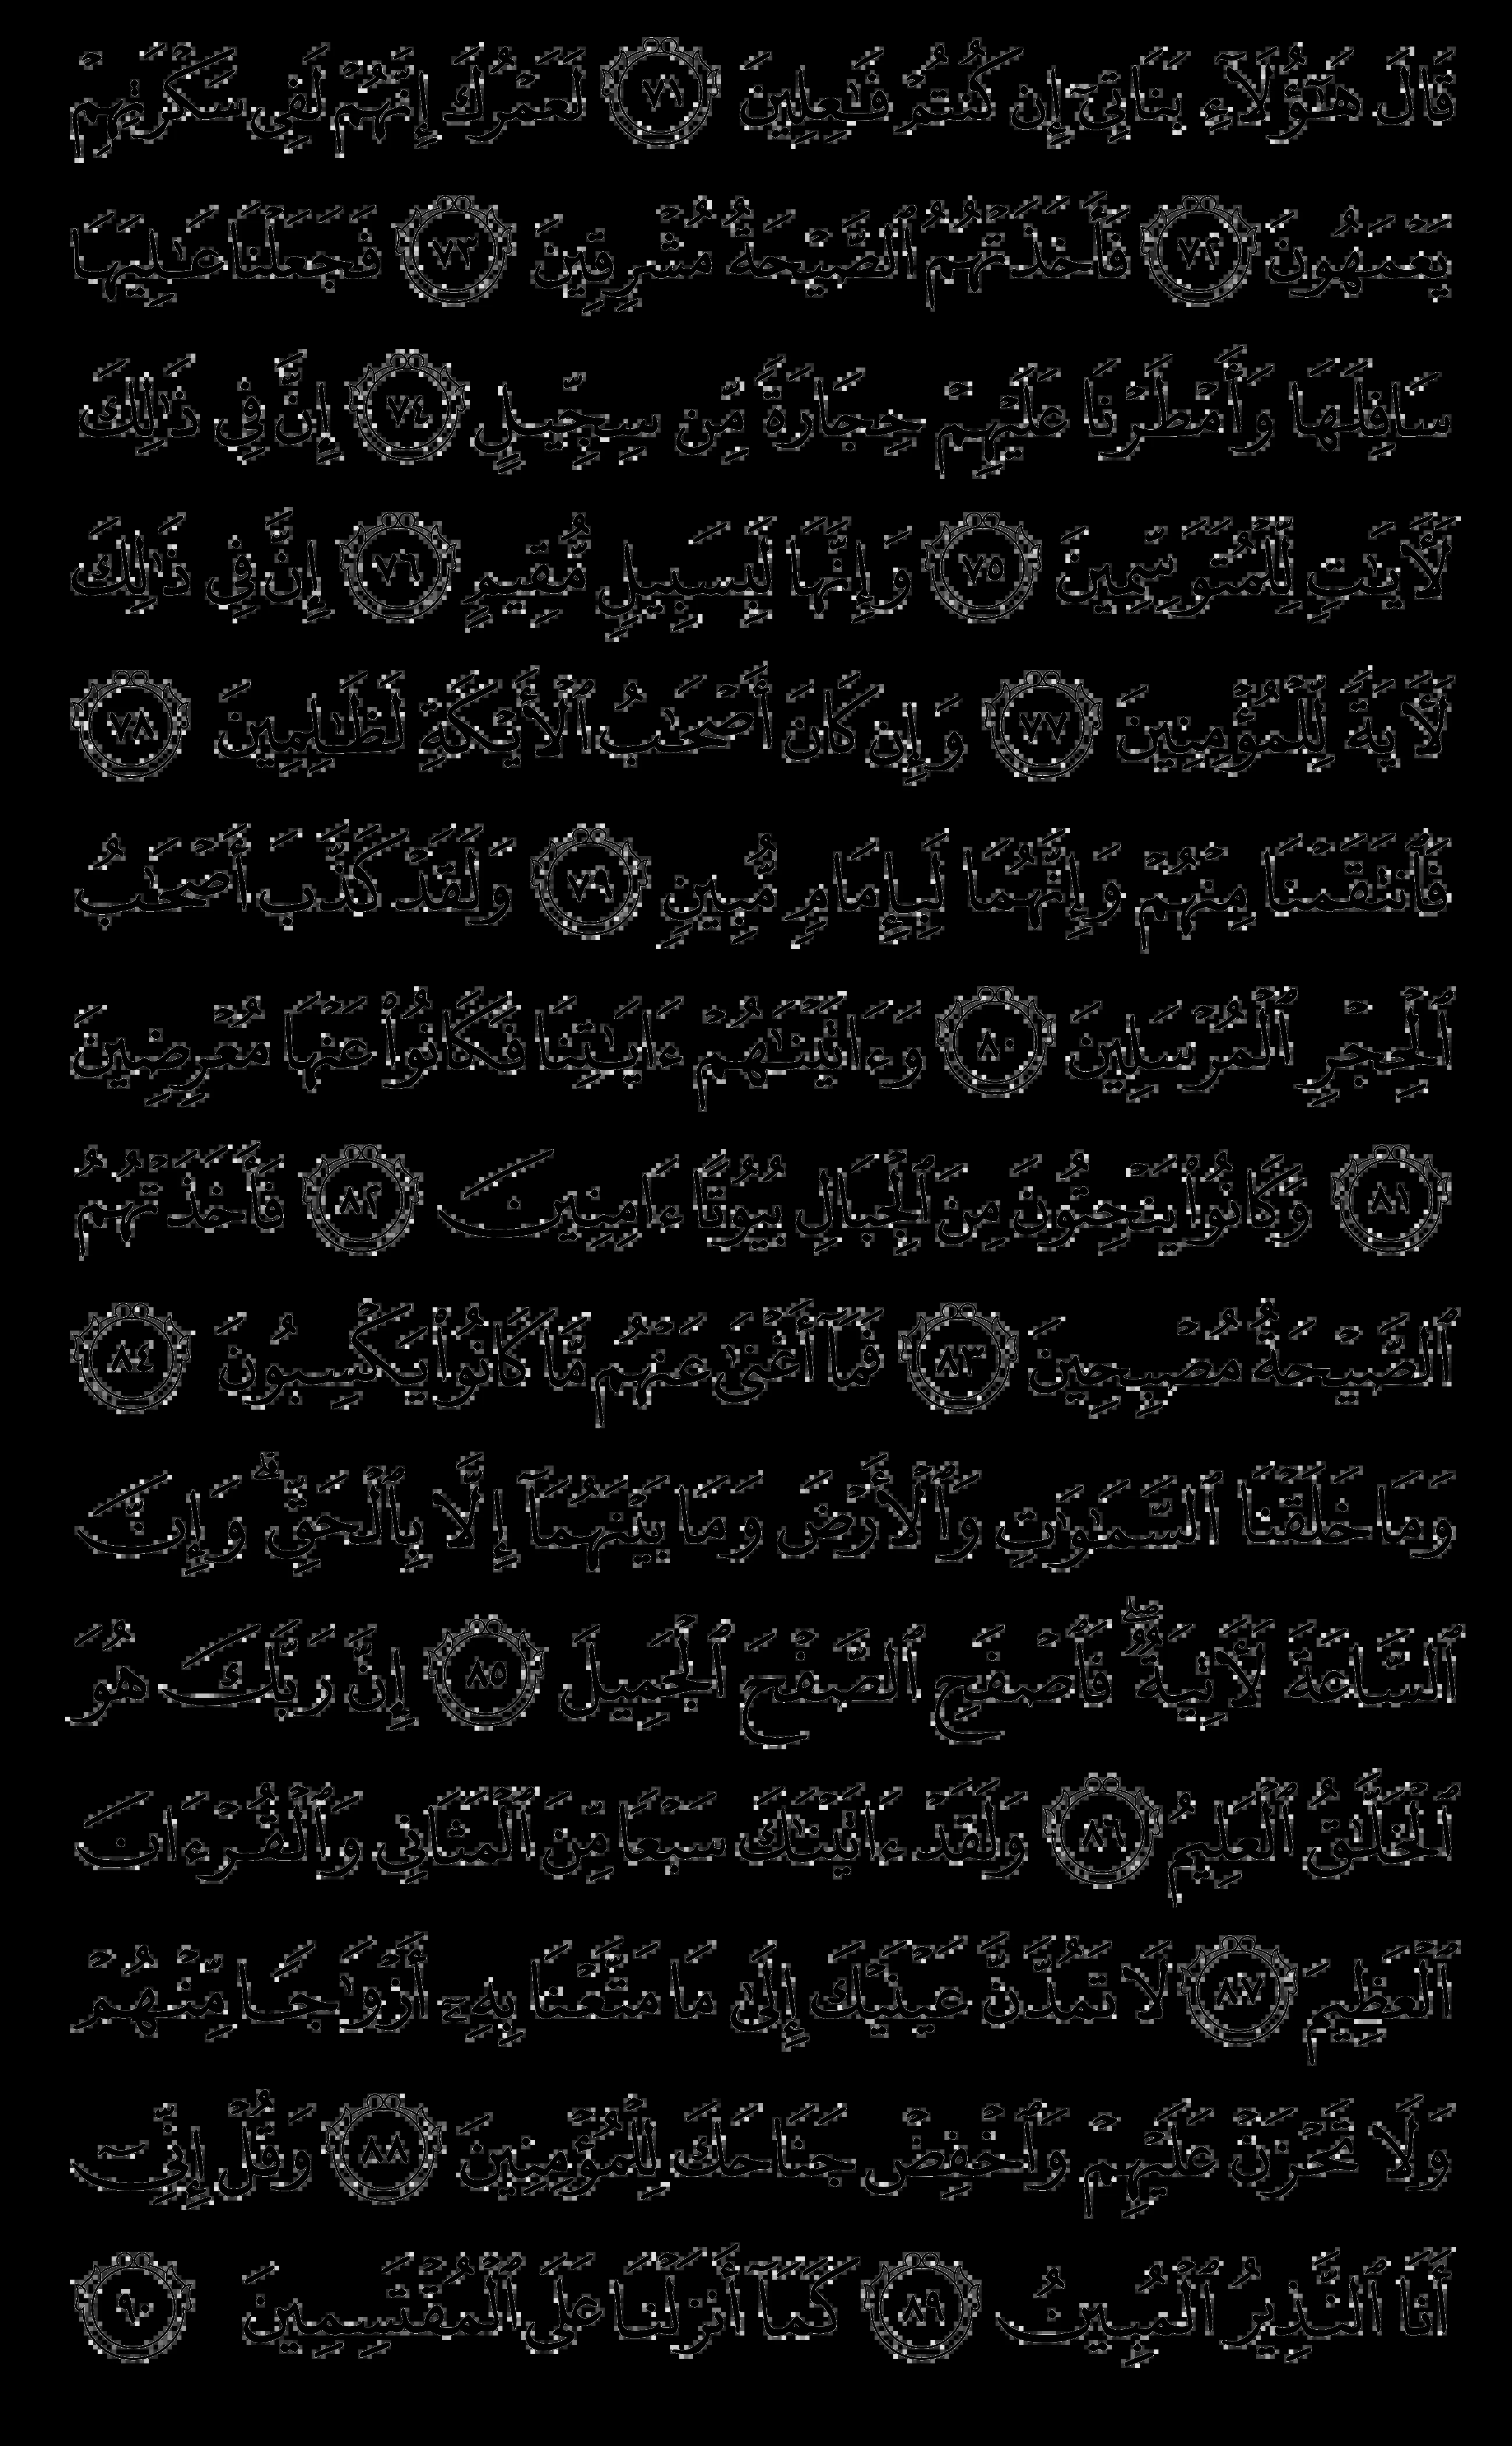 قَالَ هَٰٓؤُلَآءِ بَنَاتِىٓ إِن كُنتُمْ فَٰعِلِينَ ٧١ لَعَمْرُكَ إِنَّهُمْ لَفِى سَكْرَتِهِمْ
يَعْمَهُونَ ٧٢ فَأَخَذَتْهُمُ ٱلصَّيْحَةُ مُشْرِقِينَ ٧٣ فَجَعَلْنَا عَٰلِيَهَا
سَافِلَهَا وَأَمْطَرْنَا عَلَيْهِمْ حِجَارَةً مِّن سِجِّيلٍ ٧٤ إِنَّ فِى ذَٰلِكَ
لَءَايَٰتٍ لِّلْمُتَوَسِّمِينَ ٧٥ وَإِنَّهَا لَبِسَبِيلٍ مُّقِيمٍ ٧٦ إِنَّ فِى ذَٰلِكَ
لَءَايَةً لِّلْمُؤْمِنِينَ ٧٧ وَإِن كَانَ أَصْحَٰبُ ٱلْأَيْكَةِ لَظَٰلِمِينَ ٧٨
فَٱنتَقَمْنَا مِنْهُمْ وَإِنَّهُمَا لَبِإِمَامٍ مُّبِينٍ ٧٩ وَلَقَدْ كَذَّبَ أَصْحَٰبُ
ٱلْحِجْرِ ٱلْمُرْسَلِينَ ٨٠ وَءَاتَيْنَٰهُمْ ءَايَٰتِنَا فَكَانُوا۟ عَنْهَا مُعْرِضِينَ
٨١ وَكَانُوا۟ يَنْحِتُونَ مِنَ ٱلْجِبَالِ بُيُوتًا ءَامِنِينَ ٨٢ فَأَخَذَتْهُمُ
ٱلصَّيْحَةُ مُصْبِحِينَ ٨٣ فَمَآ أَغْنَىٰ عَنْهُم مَّا كَانُوا۟ يَكْسِبُونَ ٨٤
وَمَا خَلَقْنَا ٱلسَّمَٰوَٰتِ وَٱلْأَرْضَ وَمَا بَيْنَهُمَآ إِلَّا بِٱلْحَقِّ ۗ وَإِنَّ
ٱلسَّاعَةَ لَءَاتِيَةٌ ۖ فَٱصْفَحِ ٱلصَّفْحَ ٱلْجَمِيلَ ٨٥ إِنَّ رَبَّكَ هُوَ
ٱلْخَلَّٰقُ ٱلْعَلِيمُ ٨٦ وَلَقَدْ ءَاتَيْنَٰكَ سَبْعًا مِّنَ ٱلْمَثَانِى وَٱلْقُرْءَانَ
ٱلْعَظِيمَ ٨٧ لَا تَمُدَّنَّ عَيْنَيْكَ إِلَىٰ مَا مَتَّعْنَا بِهِۦٓ أَزْوَٰجًا مِّنْهُمْ
وَلَا تَحْزَنْ عَلَيْهِمْ وَٱخْفِضْ جَنَاحَكَ لِلْمُؤْمِنِينَ ٨٨ وَقُلْ إِنِّىٓ
أَنَا ٱلنَّذِيرُ ٱلْمُبِينُ ٨٩ كَمَآ أَنزَلْنَا عَلَى ٱلْمُقْتَسِمِينَ ٩٠